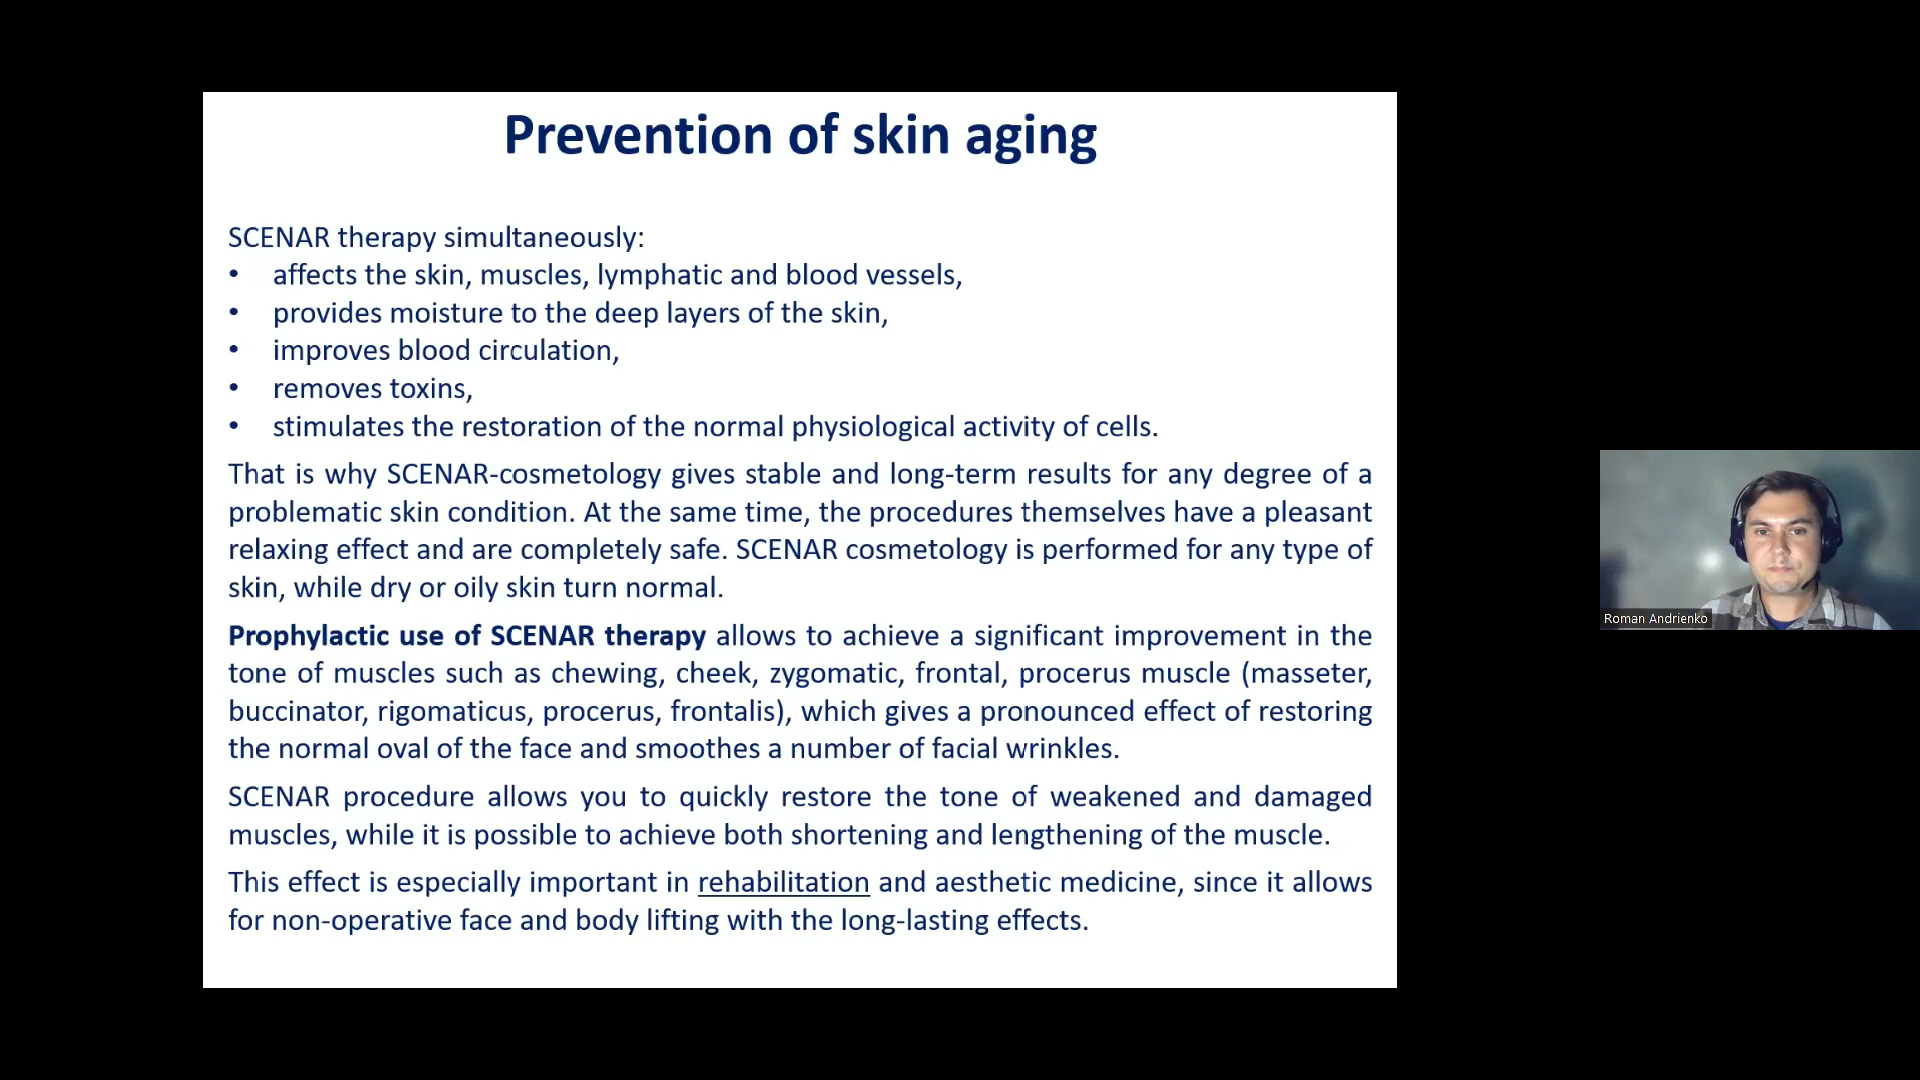 Prevention of skin aging
SCENAR therapy simultaneously:
• affects the skin, muscles, lymphatic and blood vessels,
• provides moisture to the deep layers of the skin,
• improves blood circulation,
• removes toxins,
• stimulates the restoration of the normal physiological activity of cells.
That is why SCENAR-cosmetology gives stable and long-term results for any degree of a
problematic skin condition. At the same time, the procedures themselves have a pleasant
relaxing effect and are completely safe. SCENAR cosmetology is performed for any type of
skin, while dry or oily skin turn normal.
Prophylactic use of SCENAR therapy allows to achieve a significant improvement in the
tone of muscles such as chewing, cheek, zygomatic, frontal, procerus muscle (masseter,
buccinator, rigomaticus, procerus, frontalis), which gives a pronounced effect of restoring
the normal oval of the face and smoothes a number of facial wrinkles.
SCENAR procedure allows you to quickly restore the tone of weakened and damaged
muscles, while it is possible to achieve both shortening and lengthening of the muscle.
This effect is especially important in rehabilitation and aesthetic medicine, since it allows
for non-operative face and body lifting with the long-lasting effects.
Roman Andrienko